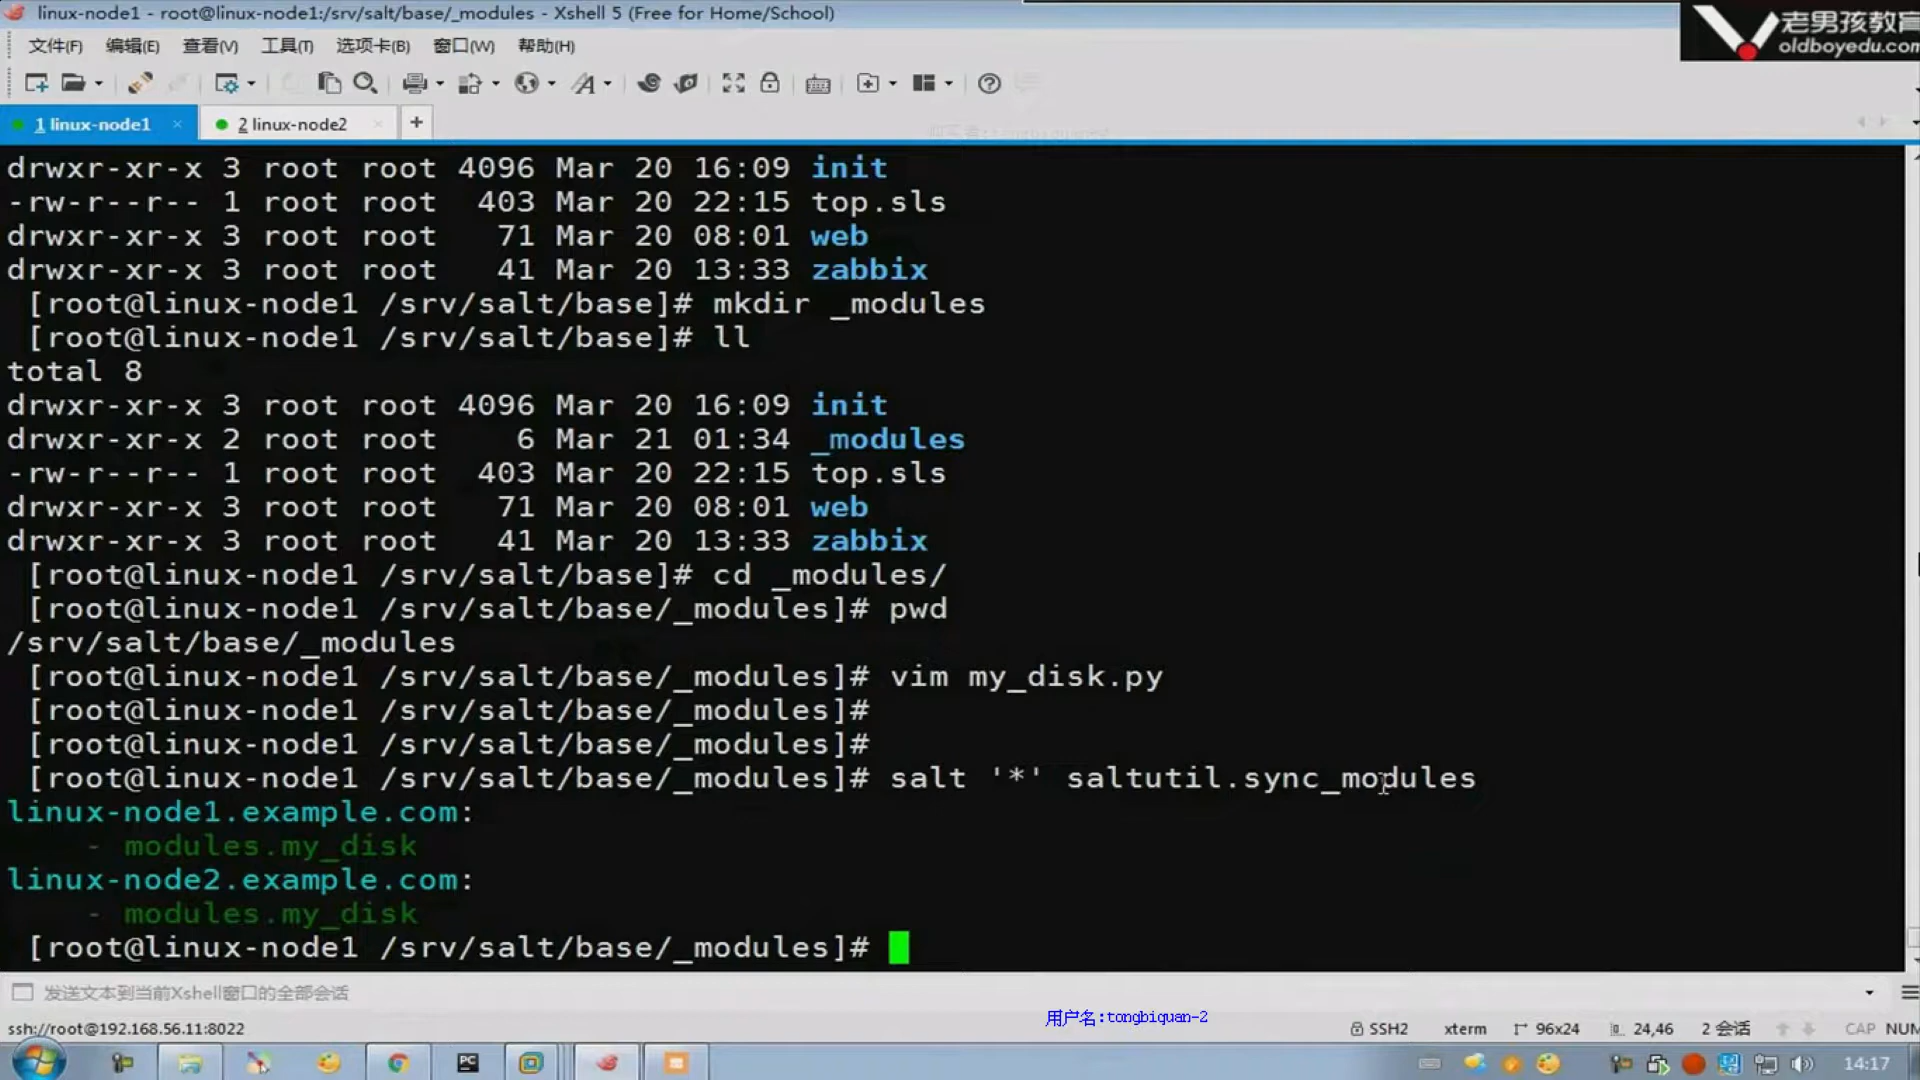 linux-node1 - root@linux-node1:/srv/salt/base/_modules - Xshell 5 (Free for Home/School)
老男孩教育
oldboyedu.com
文件(F) 编辑(E) 查看(V) 工具(T) 选项卡(B) 窗口(W) 帮助(H)
1 linux-node1 × 2 linux-node2 × +
drwxr-xr-x 3 root root 4096 Mar 20 16:09 init
-rw-r--r-- 1 root root 403 Mar 20 22:15 top.sls
drwxr-xr-x 3 root root 71 Mar 20 08:01 web
drwxr-xr-x 3 root root 41 Mar 20 13:33 zabbix
[root@linux-node1 /srv/salt/base]# mkdir _modules
[root@linux-node1 /srv/salt/base]# ll
total 8
drwxr-xr-x 3 root root 4096 Mar 20 16:09 init
drwxr-xr-x 2 root root 6 Mar 21 01:34 _modules
-rw-r--r-- 1 root root 403 Mar 20 22:15 top.sls
drwxr-xr-x 3 root root 71 Mar 20 08:01 web
drwxr-xr-x 3 root root 41 Mar 20 13:33 zabbix
[root@linux-node1 /srv/salt/base]# cd _modules/
[root@linux-node1 /srv/salt/base/_modules]# pwd
/srv/salt/base/_modules
[root@linux-node1 /srv/salt/base/_modules]# vim my_disk.py
[root@linux-node1 /srv/salt/base/_modules]#
[root@linux-node1 /srv/salt/base/_modules]#
[root@linux-node1 /srv/salt/base/_modules]# salt '*' saltutil.sync_modules
linux-node1.example.com:
- modules.my_disk
linux-node2.example.com:
- modules.my_disk
[root@linux-node1 /srv/salt/base/_modules]#
发送文本到当前Xshell窗口的全部会话
用户名:tongbiquan-2
ssh://root@192.168.56.11:8022 SSH2 xterm 96x24 24,46 2 会话 CAP NUM
PC 14:17